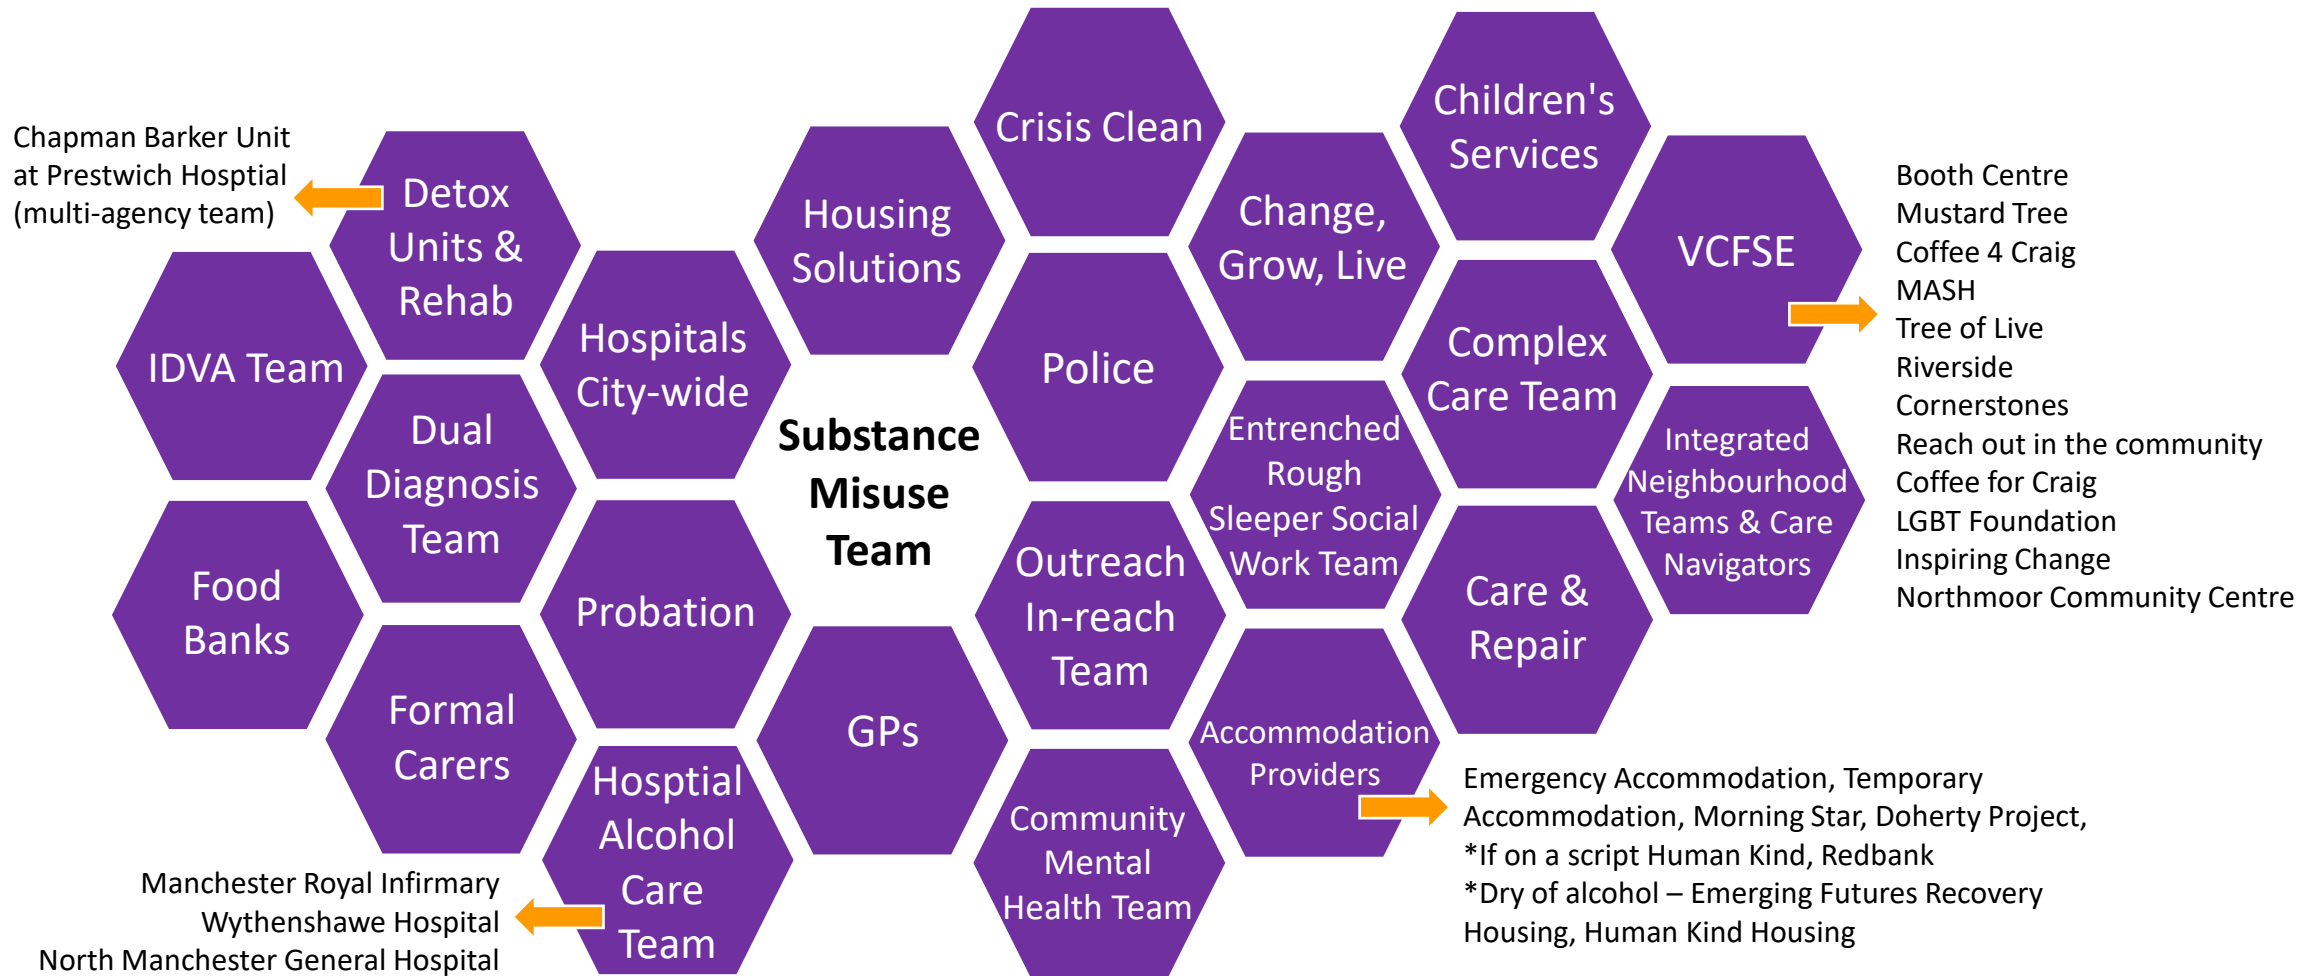 Chapman Barker Unit
at Prestwich Hosptial
(multi-agency team)
Detox
Units &
Rehab
IDVA Team
Hospitals
City-wide
Dual
Diagnosis
Team
Food
Banks
Probation
Formal
Carers
Hosptial
Alcohol
Care
Team
Manchester Royal Infirmary
Wythenshawe Hospital
North Manchester General Hospital
Housing
Solutions
Substance
Misuse
Team
GPs
Crisis Clean
Police
Outreach
In-reach
Team
Community
Mental
Health Team
Change,
Grow, Live
Entrenched
Rough
Sleeper Social
Work Team
Accommodation
Providers
Children's
Services
Complex
Care Team
Care &
Repair
VCFSE
Integrated
Neighbourhood
Teams & Care
Navigators
Booth Centre
Mustard Tree
Coffee 4 Craig
MASH
Tree of Live
Riverside
Cornerstones
Reach out in the community
Coffee for Craig
LGBT Foundation
Inspiring Change
Northmoor Community Centre
Emergency Accommodation, Temporary
Accommodation, Morning Star, Doherty Project,
*If on a script Human Kind, Redbank
*Dry of alcohol – Emerging Futures Recovery
Housing, Human Kind Housing